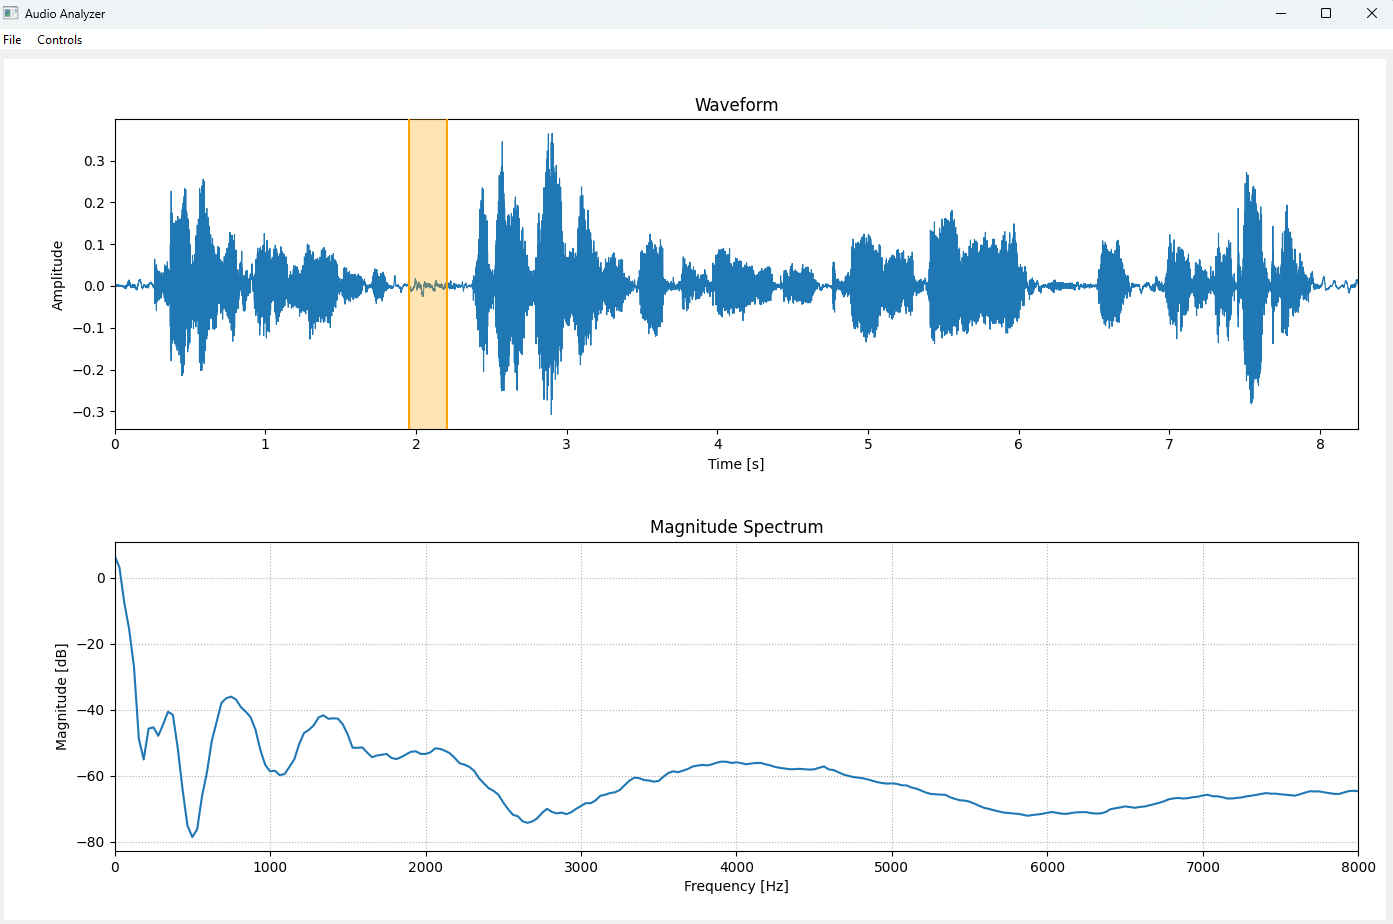 Audio Analyzer
File Controls
Waveform
Amplitude
0.3
0.2
0.1
0.0
−0.1
−0.2
−0.3
0 1 2 3 4 5 6 7 8
Time [s]
Magnitude Spectrum
Magnitude [dB]
0
−20
−40
−60
−80
0 1000 2000 3000 4000 5000 6000 7000 8000
Frequency [Hz]